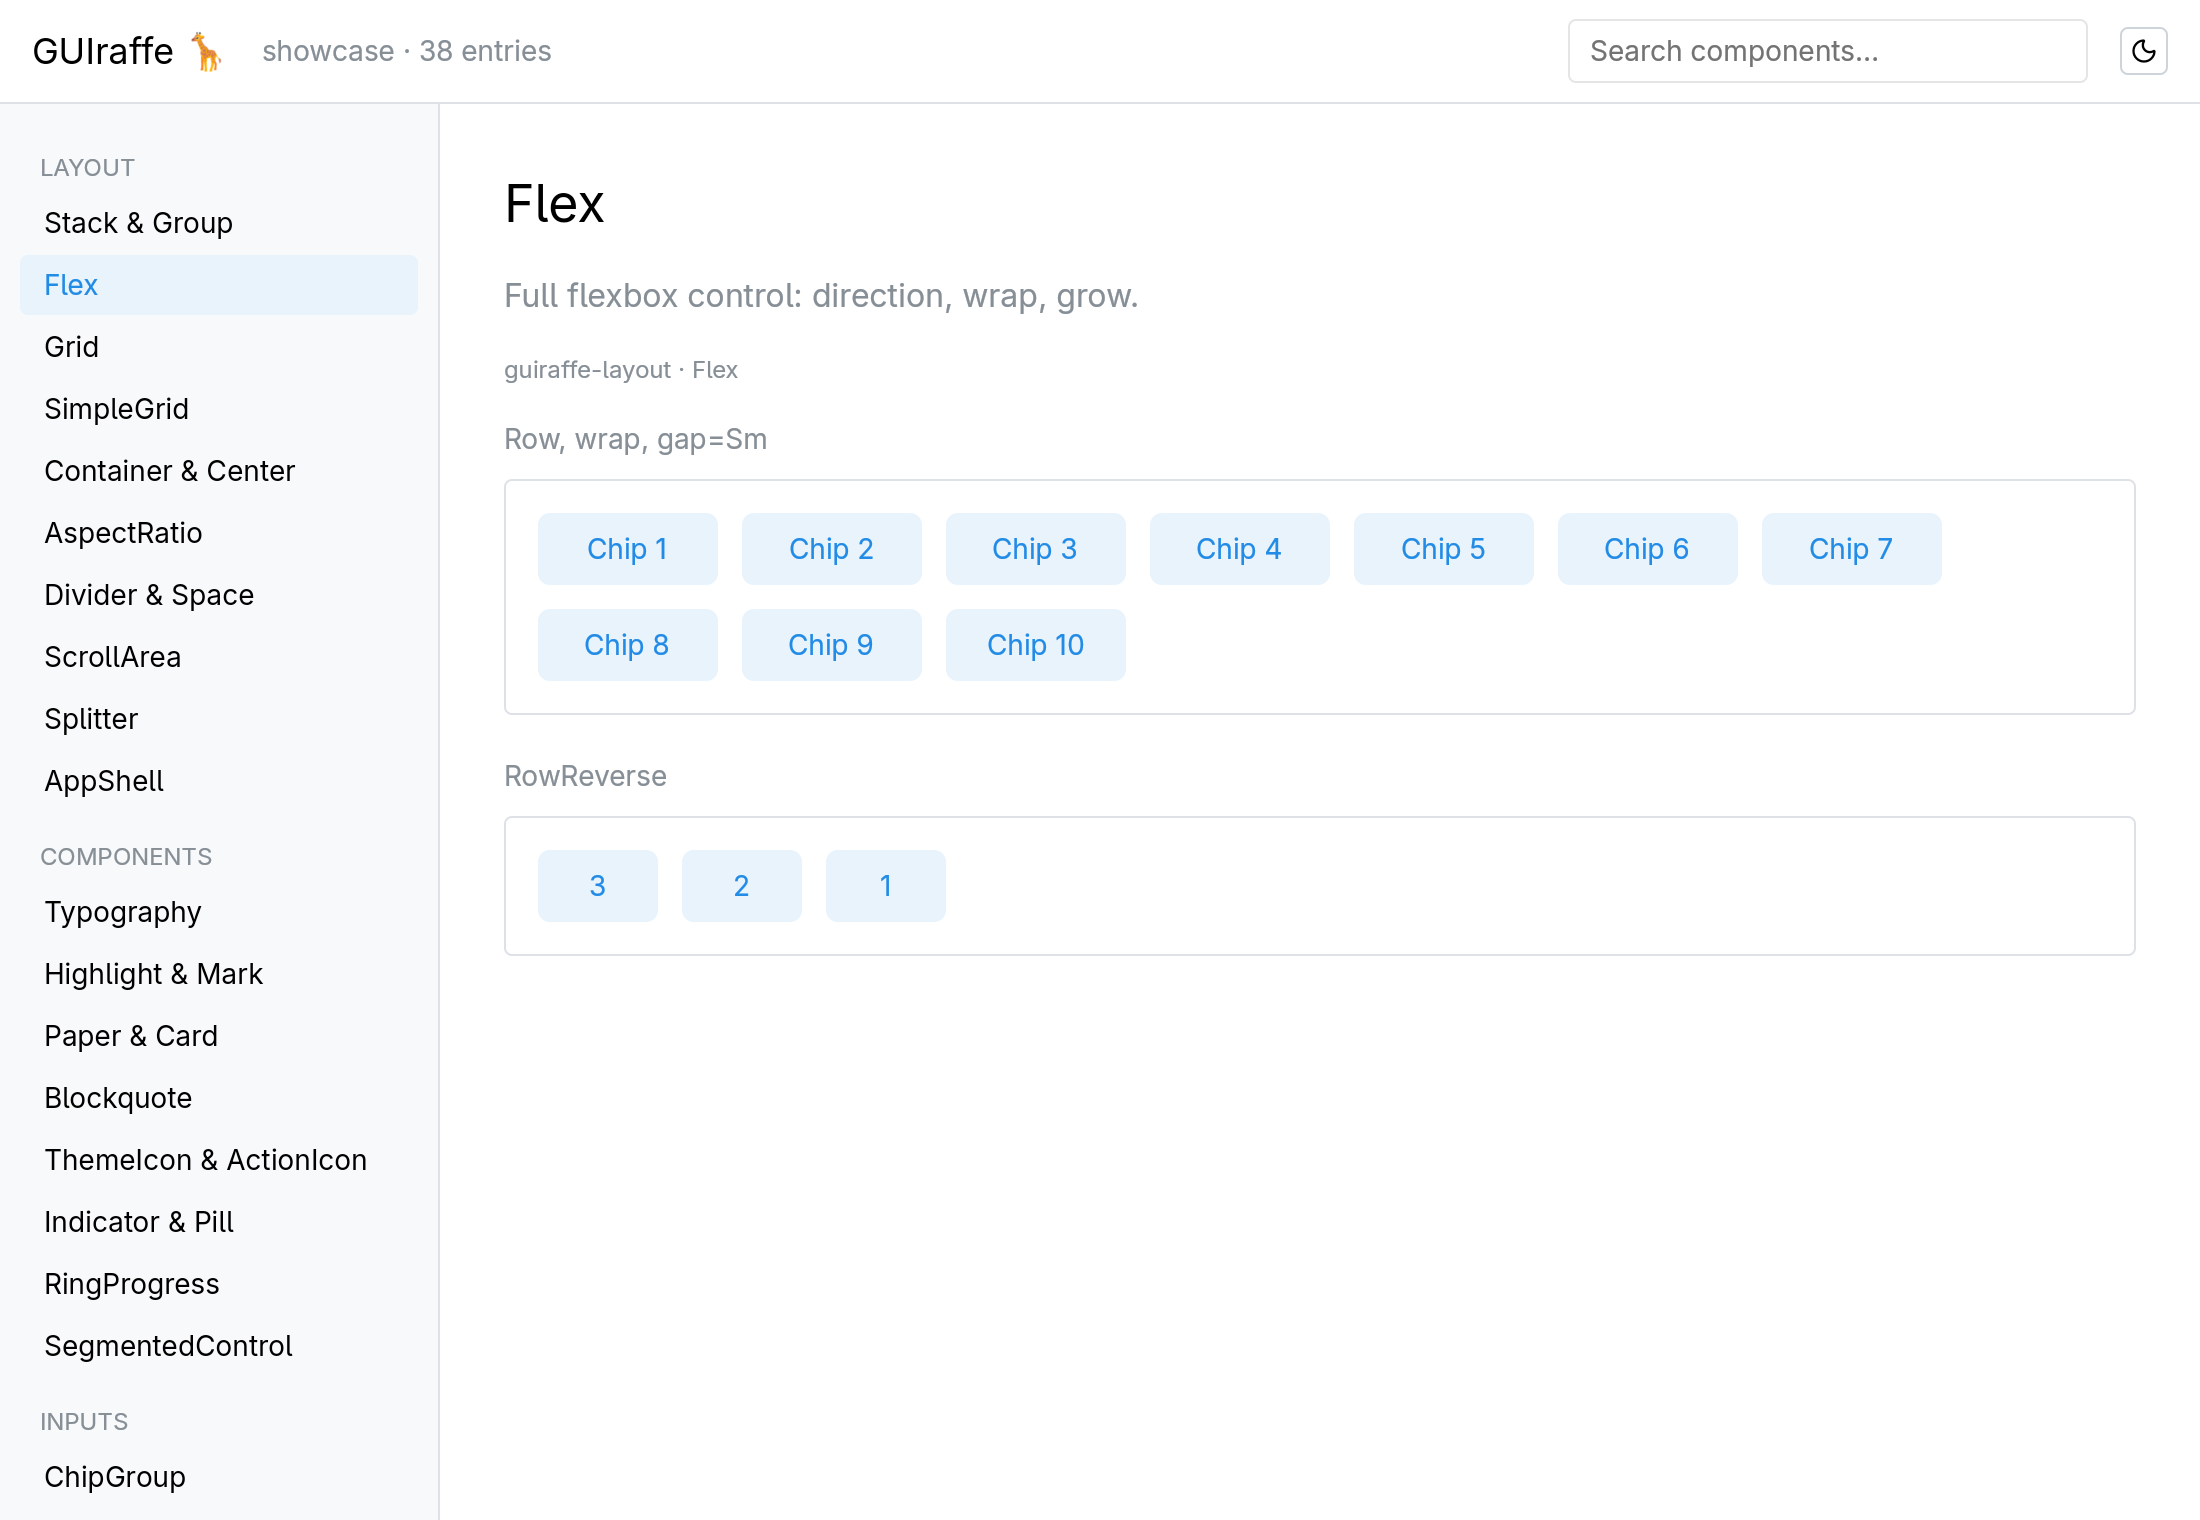 GUIraffe 🦒 showcase · 38 entries
Search components...
LAYOUT
Stack & Group
Flex
Grid
SimpleGrid
Container & Center
AspectRatio
Divider & Space
ScrollArea
Splitter
AppShell
COMPONENTS
Typography
Highlight & Mark
Paper & Card
Blockquote
ThemeIcon & ActionIcon
Indicator & Pill
RingProgress
SegmentedControl
INPUTS
ChipGroup
Flex
Full flexbox control: direction, wrap, grow.
guiraffe-layout · Flex
Row, wrap, gap=Sm
Chip 1 Chip 2 Chip 3 Chip 4 Chip 5 Chip 6 Chip 7
Chip 8 Chip 9 Chip 10
RowReverse
3 2 1